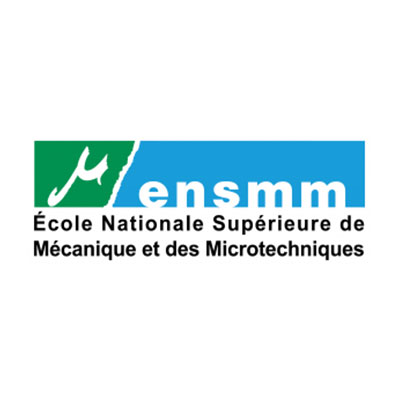 µ ensmm
École Nationale Supérieure de
Mécanique et des Microtechniques